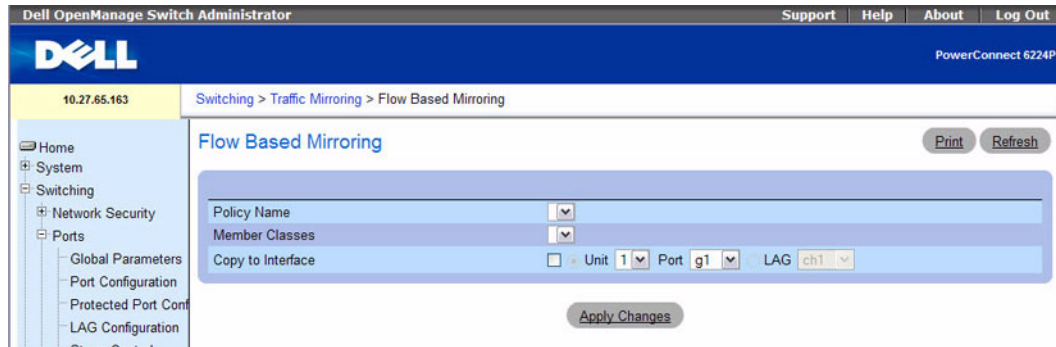 Dell OpenManage Switch Administrator
Support Help About Log Out
DELL
PowerConnect 6224P
10.27.65.163
Switching > Traffic Mirroring > Flow Based Mirroring
Home
System
Switching
Network Security
Ports
Global Parameters
Port Configuration
Protected Port Conf
LAG Configuration
Flow Based Mirroring
Print Refresh
Policy Name
Member Classes
Copy to Interface Unit 1 Port g1 LAG ch1
Apply Changes